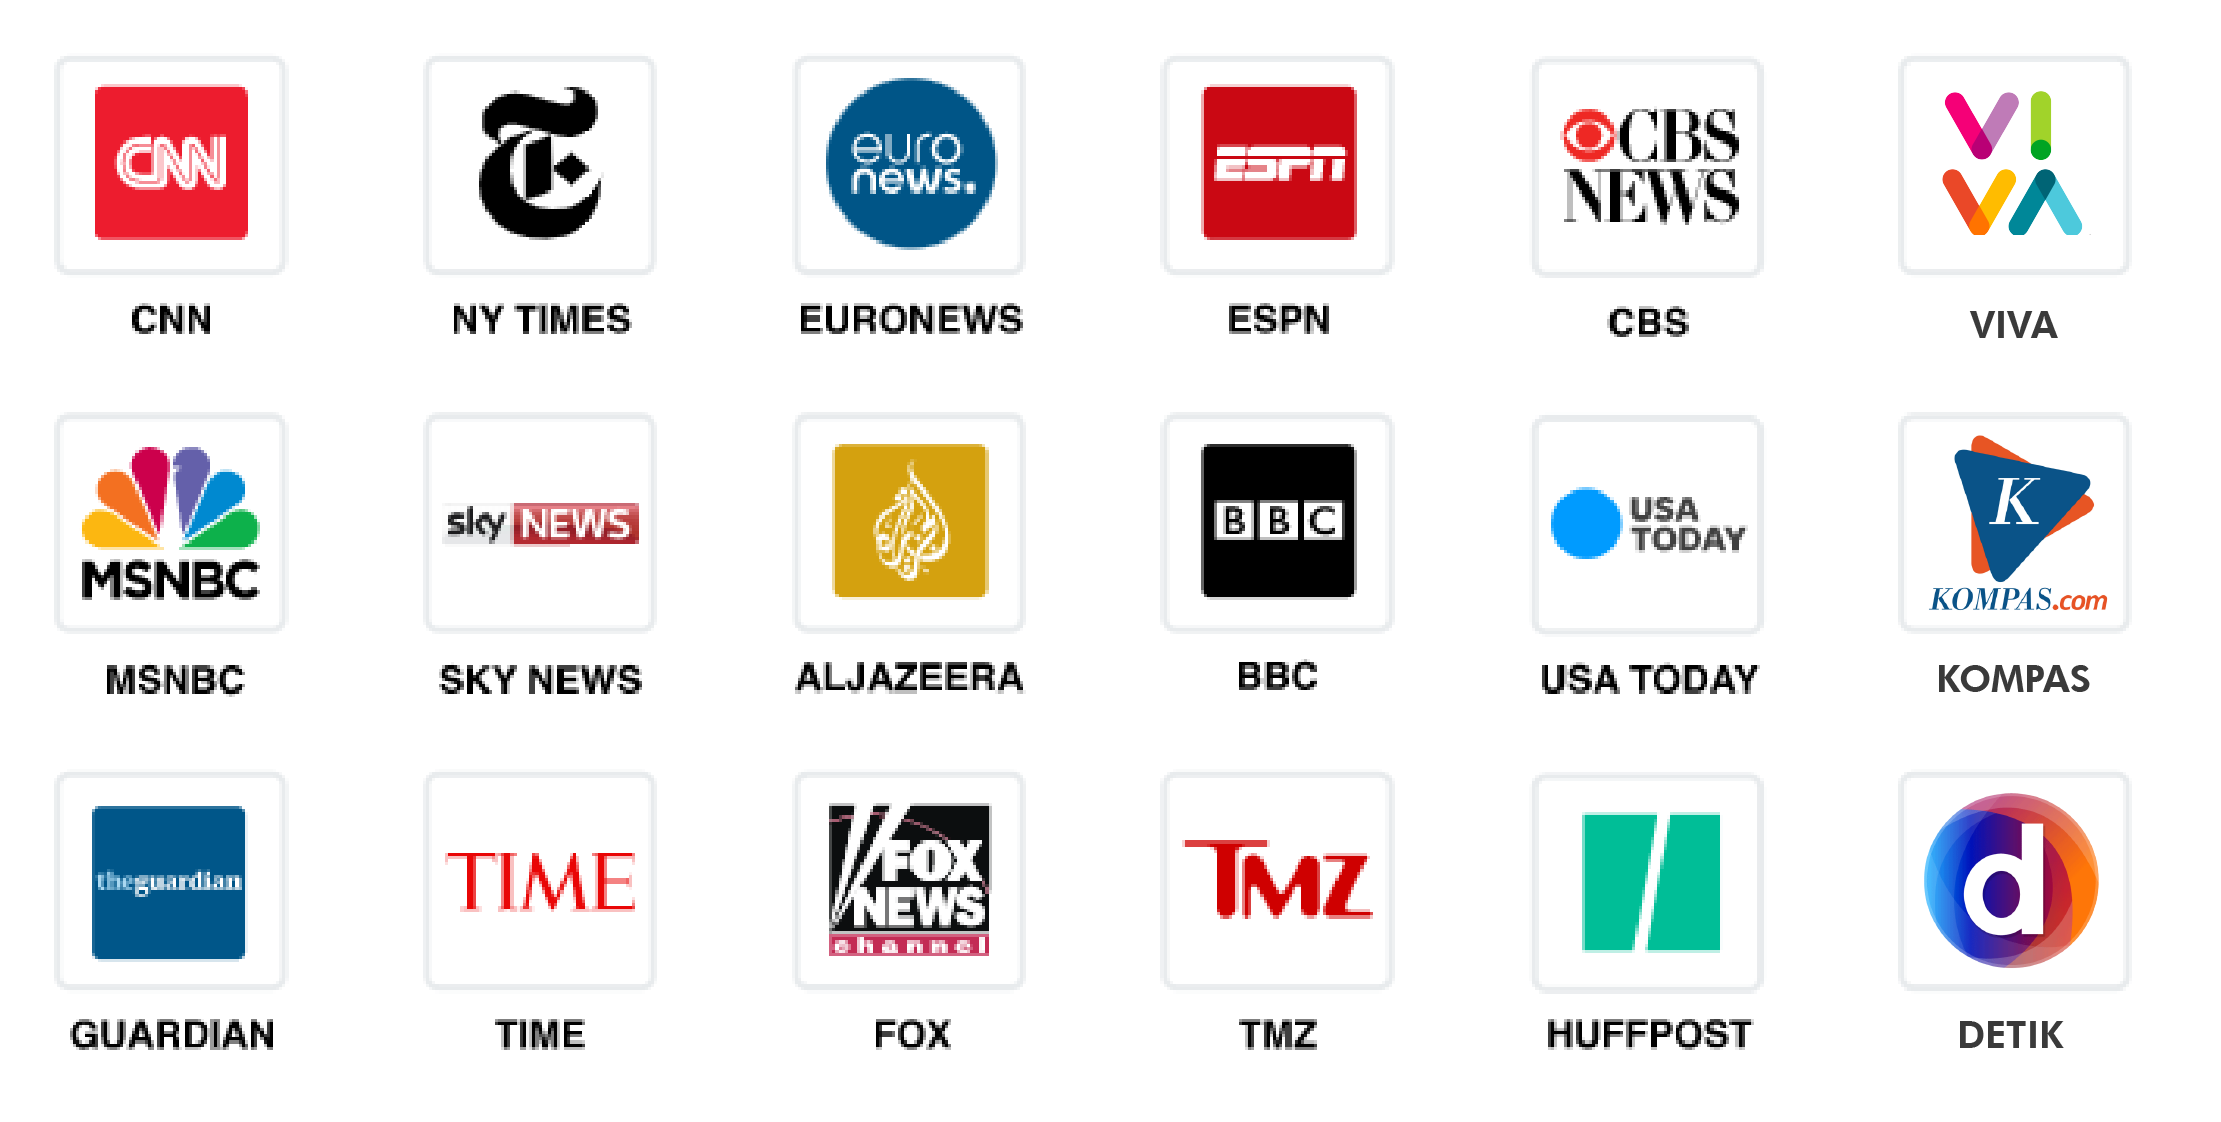 CNN
NY TIMES
EURONEWS
ESPN
CBS
VIVA
CNN
T
euro
news.
ESPN
CBS
NEWS
VI
VA
MSNBC
sky NEWS
BBC
USA
TODAY
K
KOMPAS.com
MSNBC
SKY NEWS
ALJAZEERA
BBC
USA TODAY
KOMPAS
theguardian
TIME
FOX
NEWS
channel
TMZ
d
GUARDIAN
TIME
FOX
TMZ
HUFFPOST
DETIK